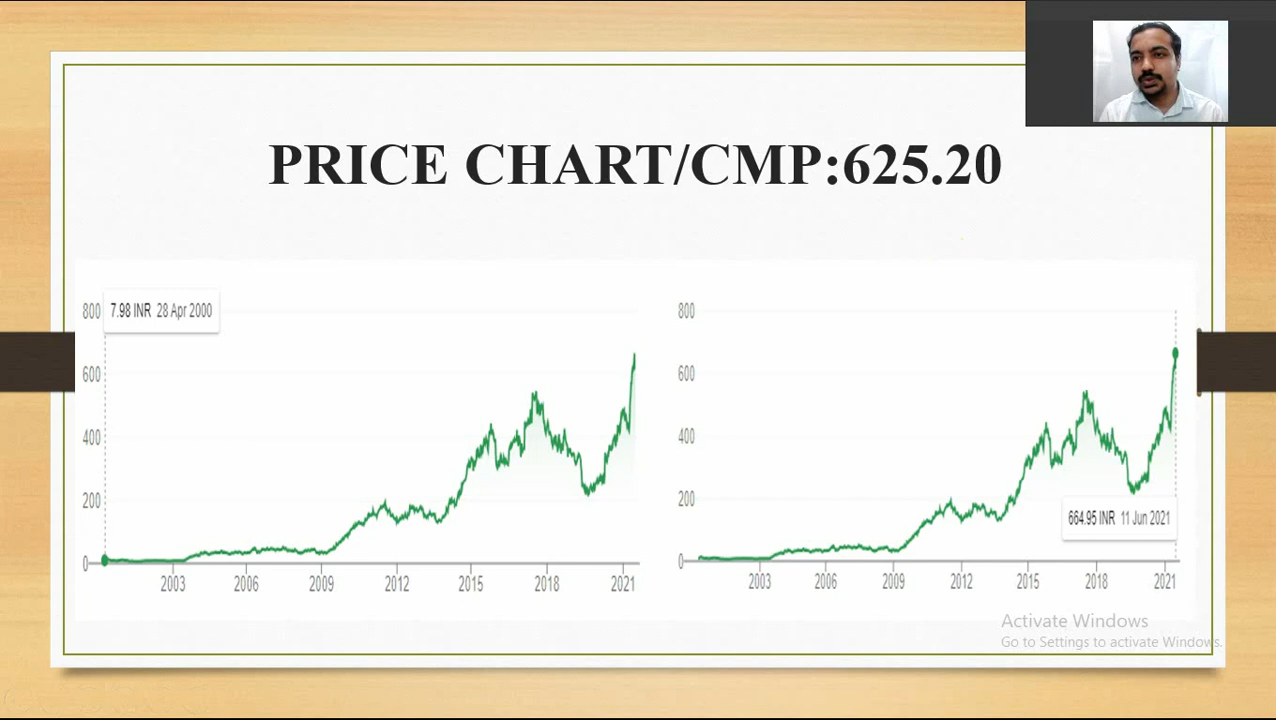 PRICE CHART/CMP:625.20
7.98 INR 28 Apr 2000
800
600
400
200
0
2003 2006 2009 2012 2015 2018 2021
800
600
400
200
0
664.95 INR 11 Jun 2021
2003 2006 2009 2012 2015 2018 2021
Activate Windows
Go to Settings to activate Windows.